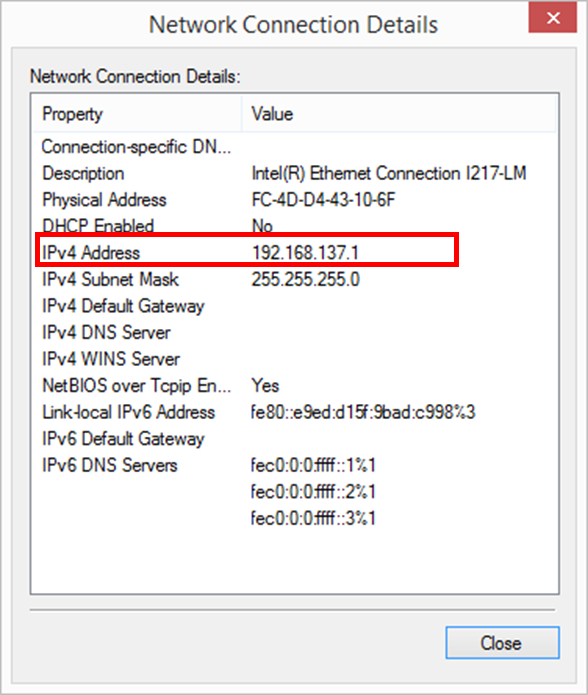 Network Connection Details
Network Connection Details:
Property Value
Connection-specific DN...
Description Intel(R) Ethernet Connection I217-LM
Physical Address FC-4D-D4-43-10-6F
DHCP Enabled No
IPv4 Address 192.168.137.1
IPv4 Subnet Mask 255.255.255.0
IPv4 Default Gateway
IPv4 DNS Server
IPv4 WINS Server
NetBIOS over Tcpip En... Yes
Link-local IPv6 Address fe80::e9ed:d15f:9bad:c998%3
IPv6 Default Gateway
IPv6 DNS Servers fec0:0:0:ffff::1%1
fec0:0:0:ffff::2%1
fec0:0:0:ffff::3%1
Close